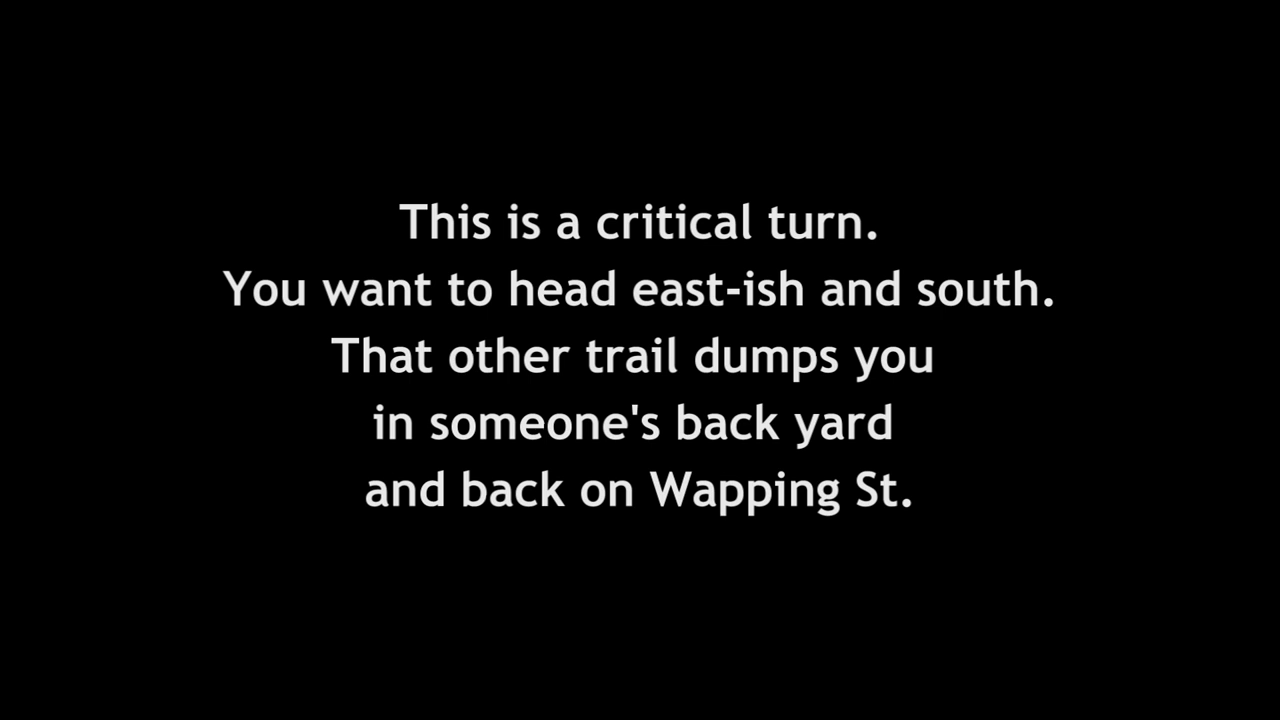 This is a critical turn.
You want to head east-ish and south.
That other trail dumps you
in someone's back yard
and back on Wapping St.